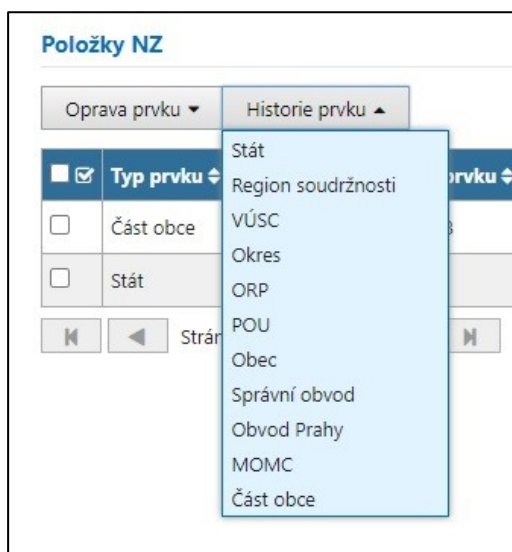 Položky NZ
Oprava prvku Historie prvku
Typ prvku
Část obce
Stát
Stát
Region soudržnosti
VÚSC
Okres
ORP
POU
Obec
Správní obvod
Obvod Prahy
MOMC
Část obce